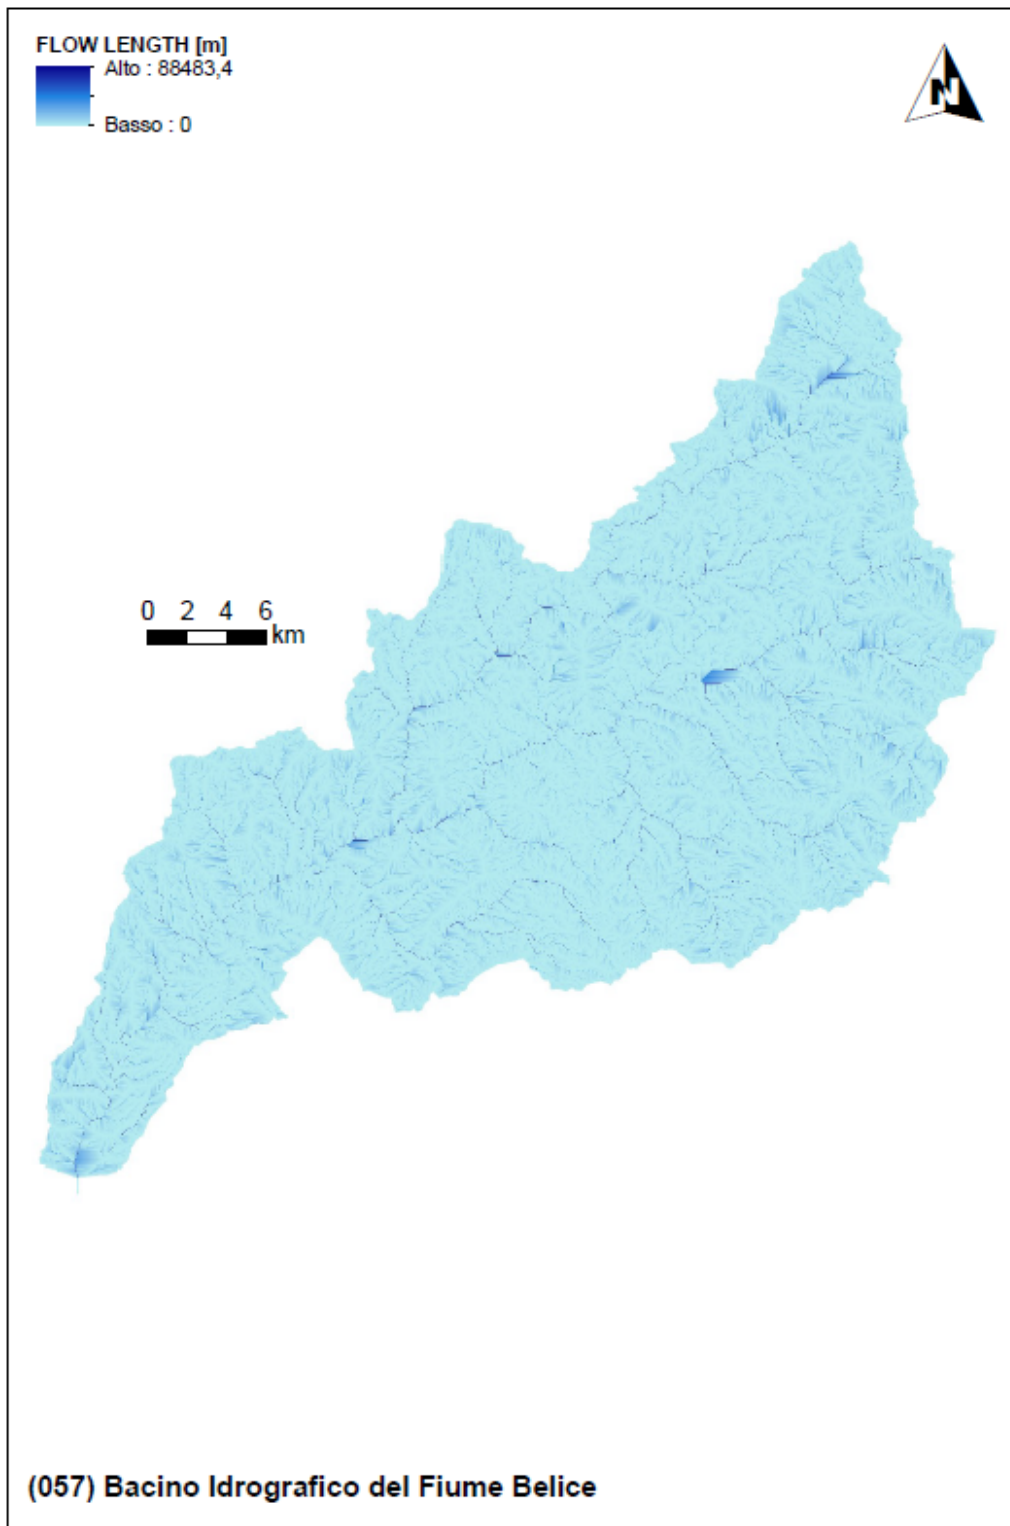 FLOW LENGTH [m]
Alto : 88483,4
Basso : 0
N
0 2 4 6
km
(057) Bacino Idrografico del Fiume Belice